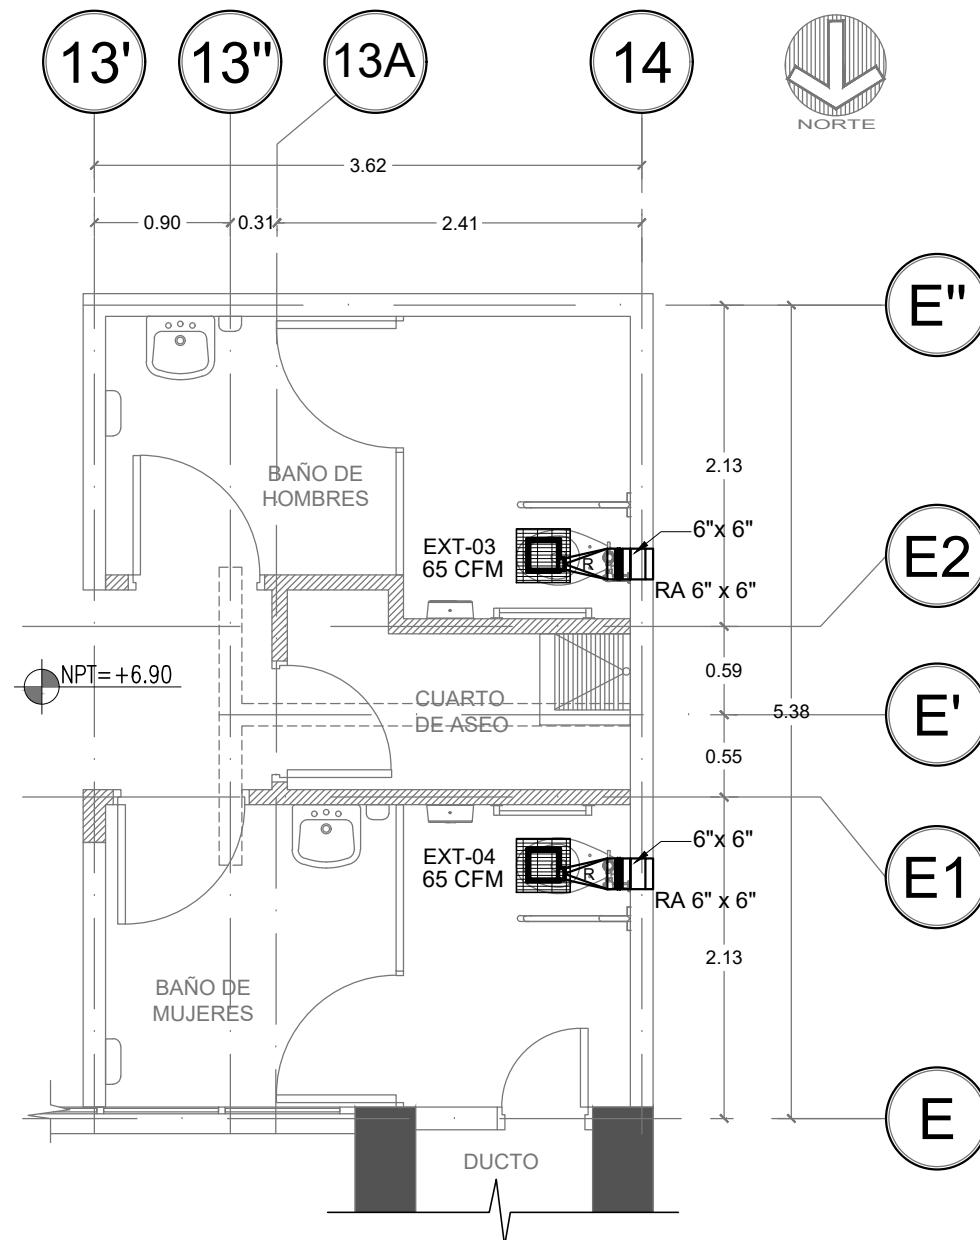 13'
13"
13A
14
NORTE
3.62
0.90
0.31
2.41
E"
2.13
BAÑO DE
HOMBRES
6"x 6"
EXT-03
65 CFM
R
RA 6" x 6"
E2
NPT=+6.90
0.59
CUARTO
DE ASEO
5.38
E'
0.55
6"x 6"
EXT-04
65 CFM
R
RA 6" x 6"
E1
2.13
BAÑO DE
MUJERES
E
DUCTO